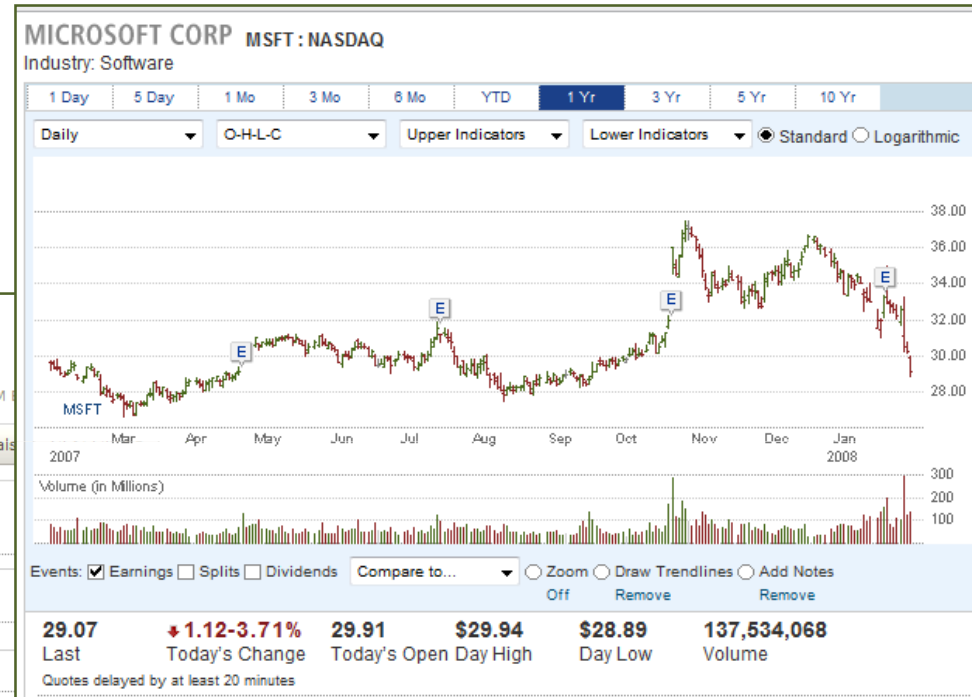 MICROSOFT CORP MSFT : NASDAQ
Industry: Software
1 Day 5 Day 1 Mo 3 Mo 6 Mo YTD 1 Yr 3 Yr 5 Yr 10 Yr
Daily O-H-L-C Upper Indicators Lower Indicators Standard Logarithmic
38.00
36.00
34.00
E
E
E
32.00
E
30.00
28.00
MSFT
Mar Apr May Jun Jul Aug Sep Oct Nov Dec Jan
2007 2008
300
Volume (in Millions)
200
100
Events: Earnings Splits Dividends Compare to... Zoom Draw Trendlines Add Notes
Off Remove Remove
29.07 1.12-3.71% 29.91 $29.94 $28.89 137,534,068
Last Today's Change Today's Open Day High Day Low Volume
Quotes delayed by at least 20 minutes